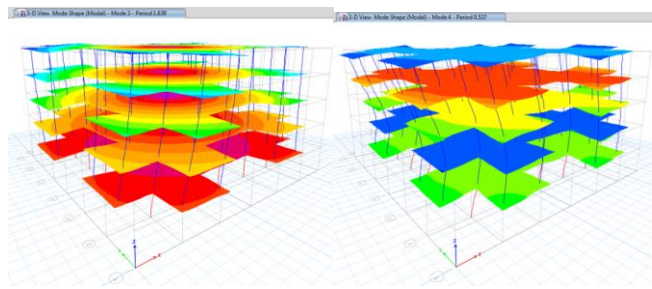 3-D View Mode Shape (Modal) - Mode 3 - Period 1.639
3-D View Mode Shape (Modal) - Mode 4 - Period 0.537
Z
X
Z
X